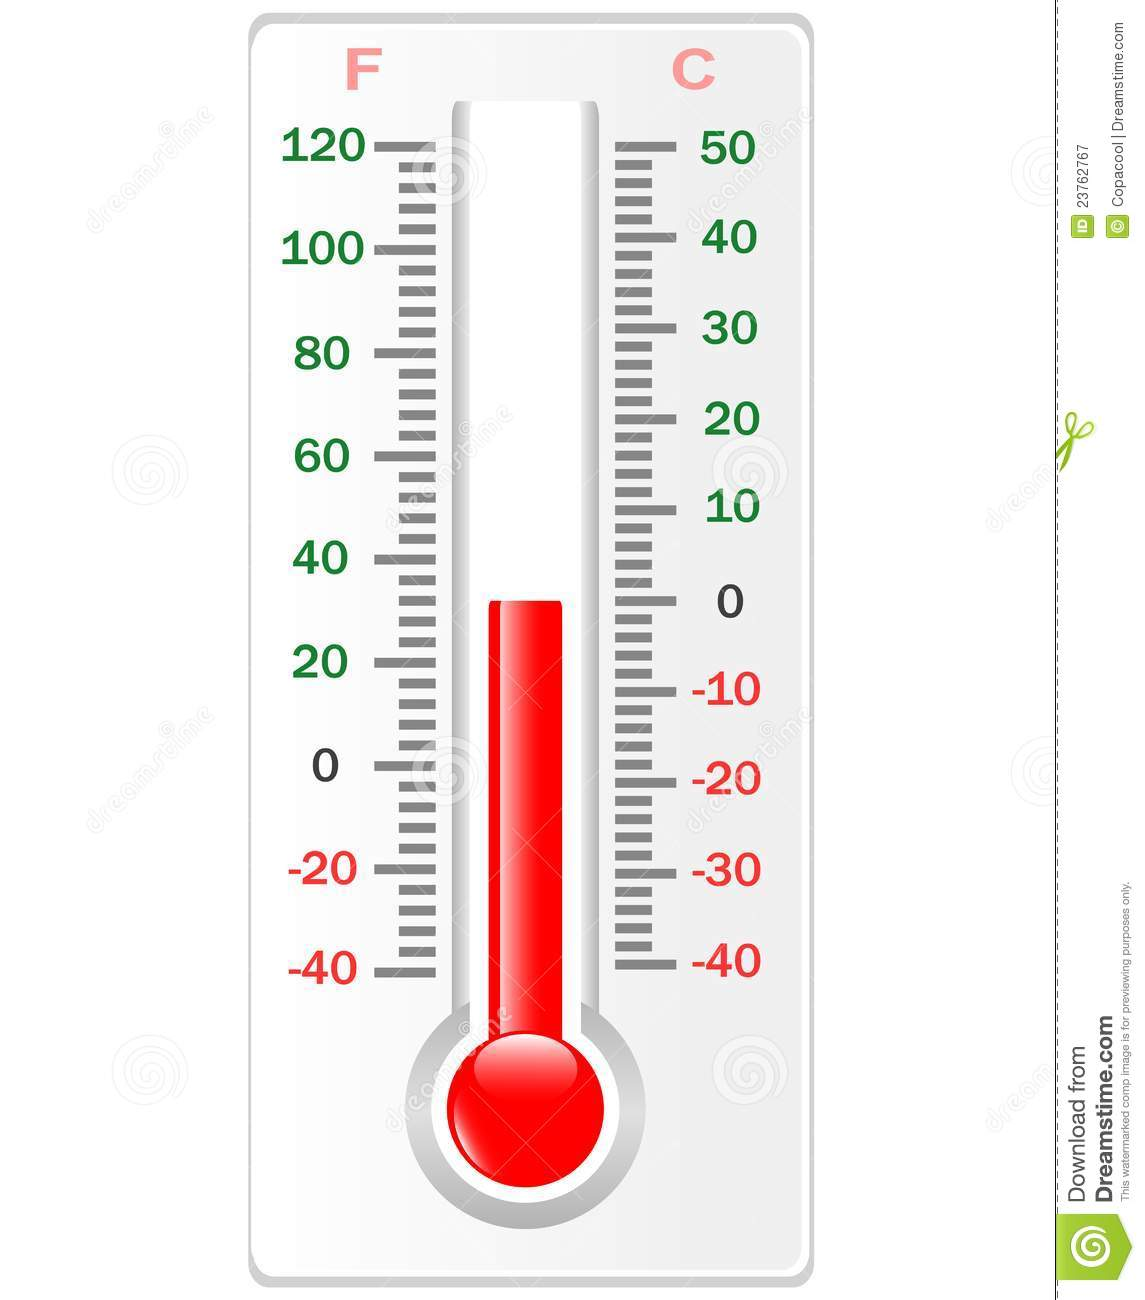 F C
120 50
100 40
80 30
60 20
40 10
20 0
0 -10
-20 -20
-40 -30
-40
dreamstime
ID 23762767
© Copacool | Dreamstime.com
Download from
Dreamstime.com
This watermarked comp image is for previewing purposes only.